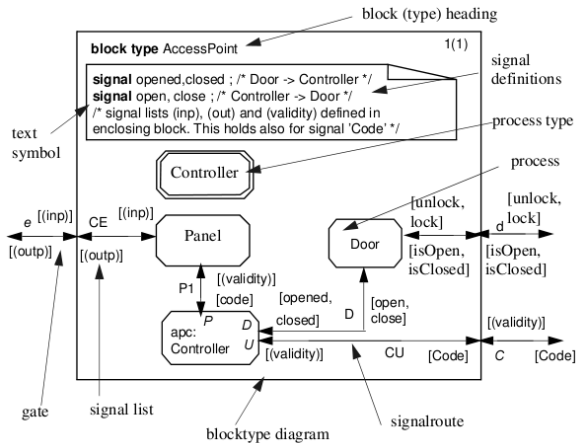 block (type) heading
block type AccessPoint
1(1)
signal opened,closed ; /* Door -> Controller */
signal open, close ; /* Controller -> Door */
/* signal lists (inp), (out) and (validity) defined in
enclosing block. This holds also for signal 'Code' */
signal
definitions
text
symbol
process type
Controller
process
e
[(inp)]
[(outp)]
CE
[(inp)]
[(outp)]
Panel
Door
[unlock,
lock]
[isOpen,
isClosed]
[unlock,
lock]
d
[isOpen,
isClosed]
P1
[(validity)]
[code]
[opened,
closed]
D
[open,
close]
P
D
U
apc:
Controller
[(validity)]
CU
[Code]
[(validity)]
C
[Code]
gate
signal list
blocktype diagram
signalroute